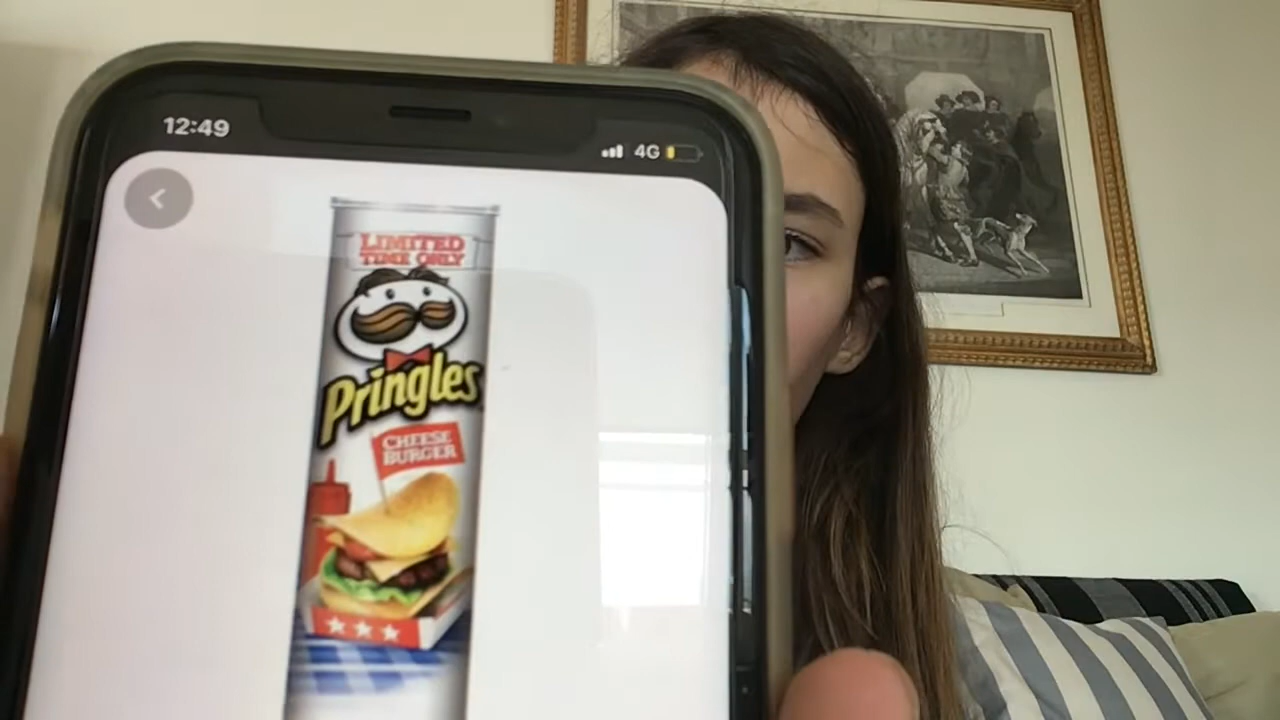 12:49
4G
LIMITED
TIME ONLY
Pringles
CHEESE
BURGER